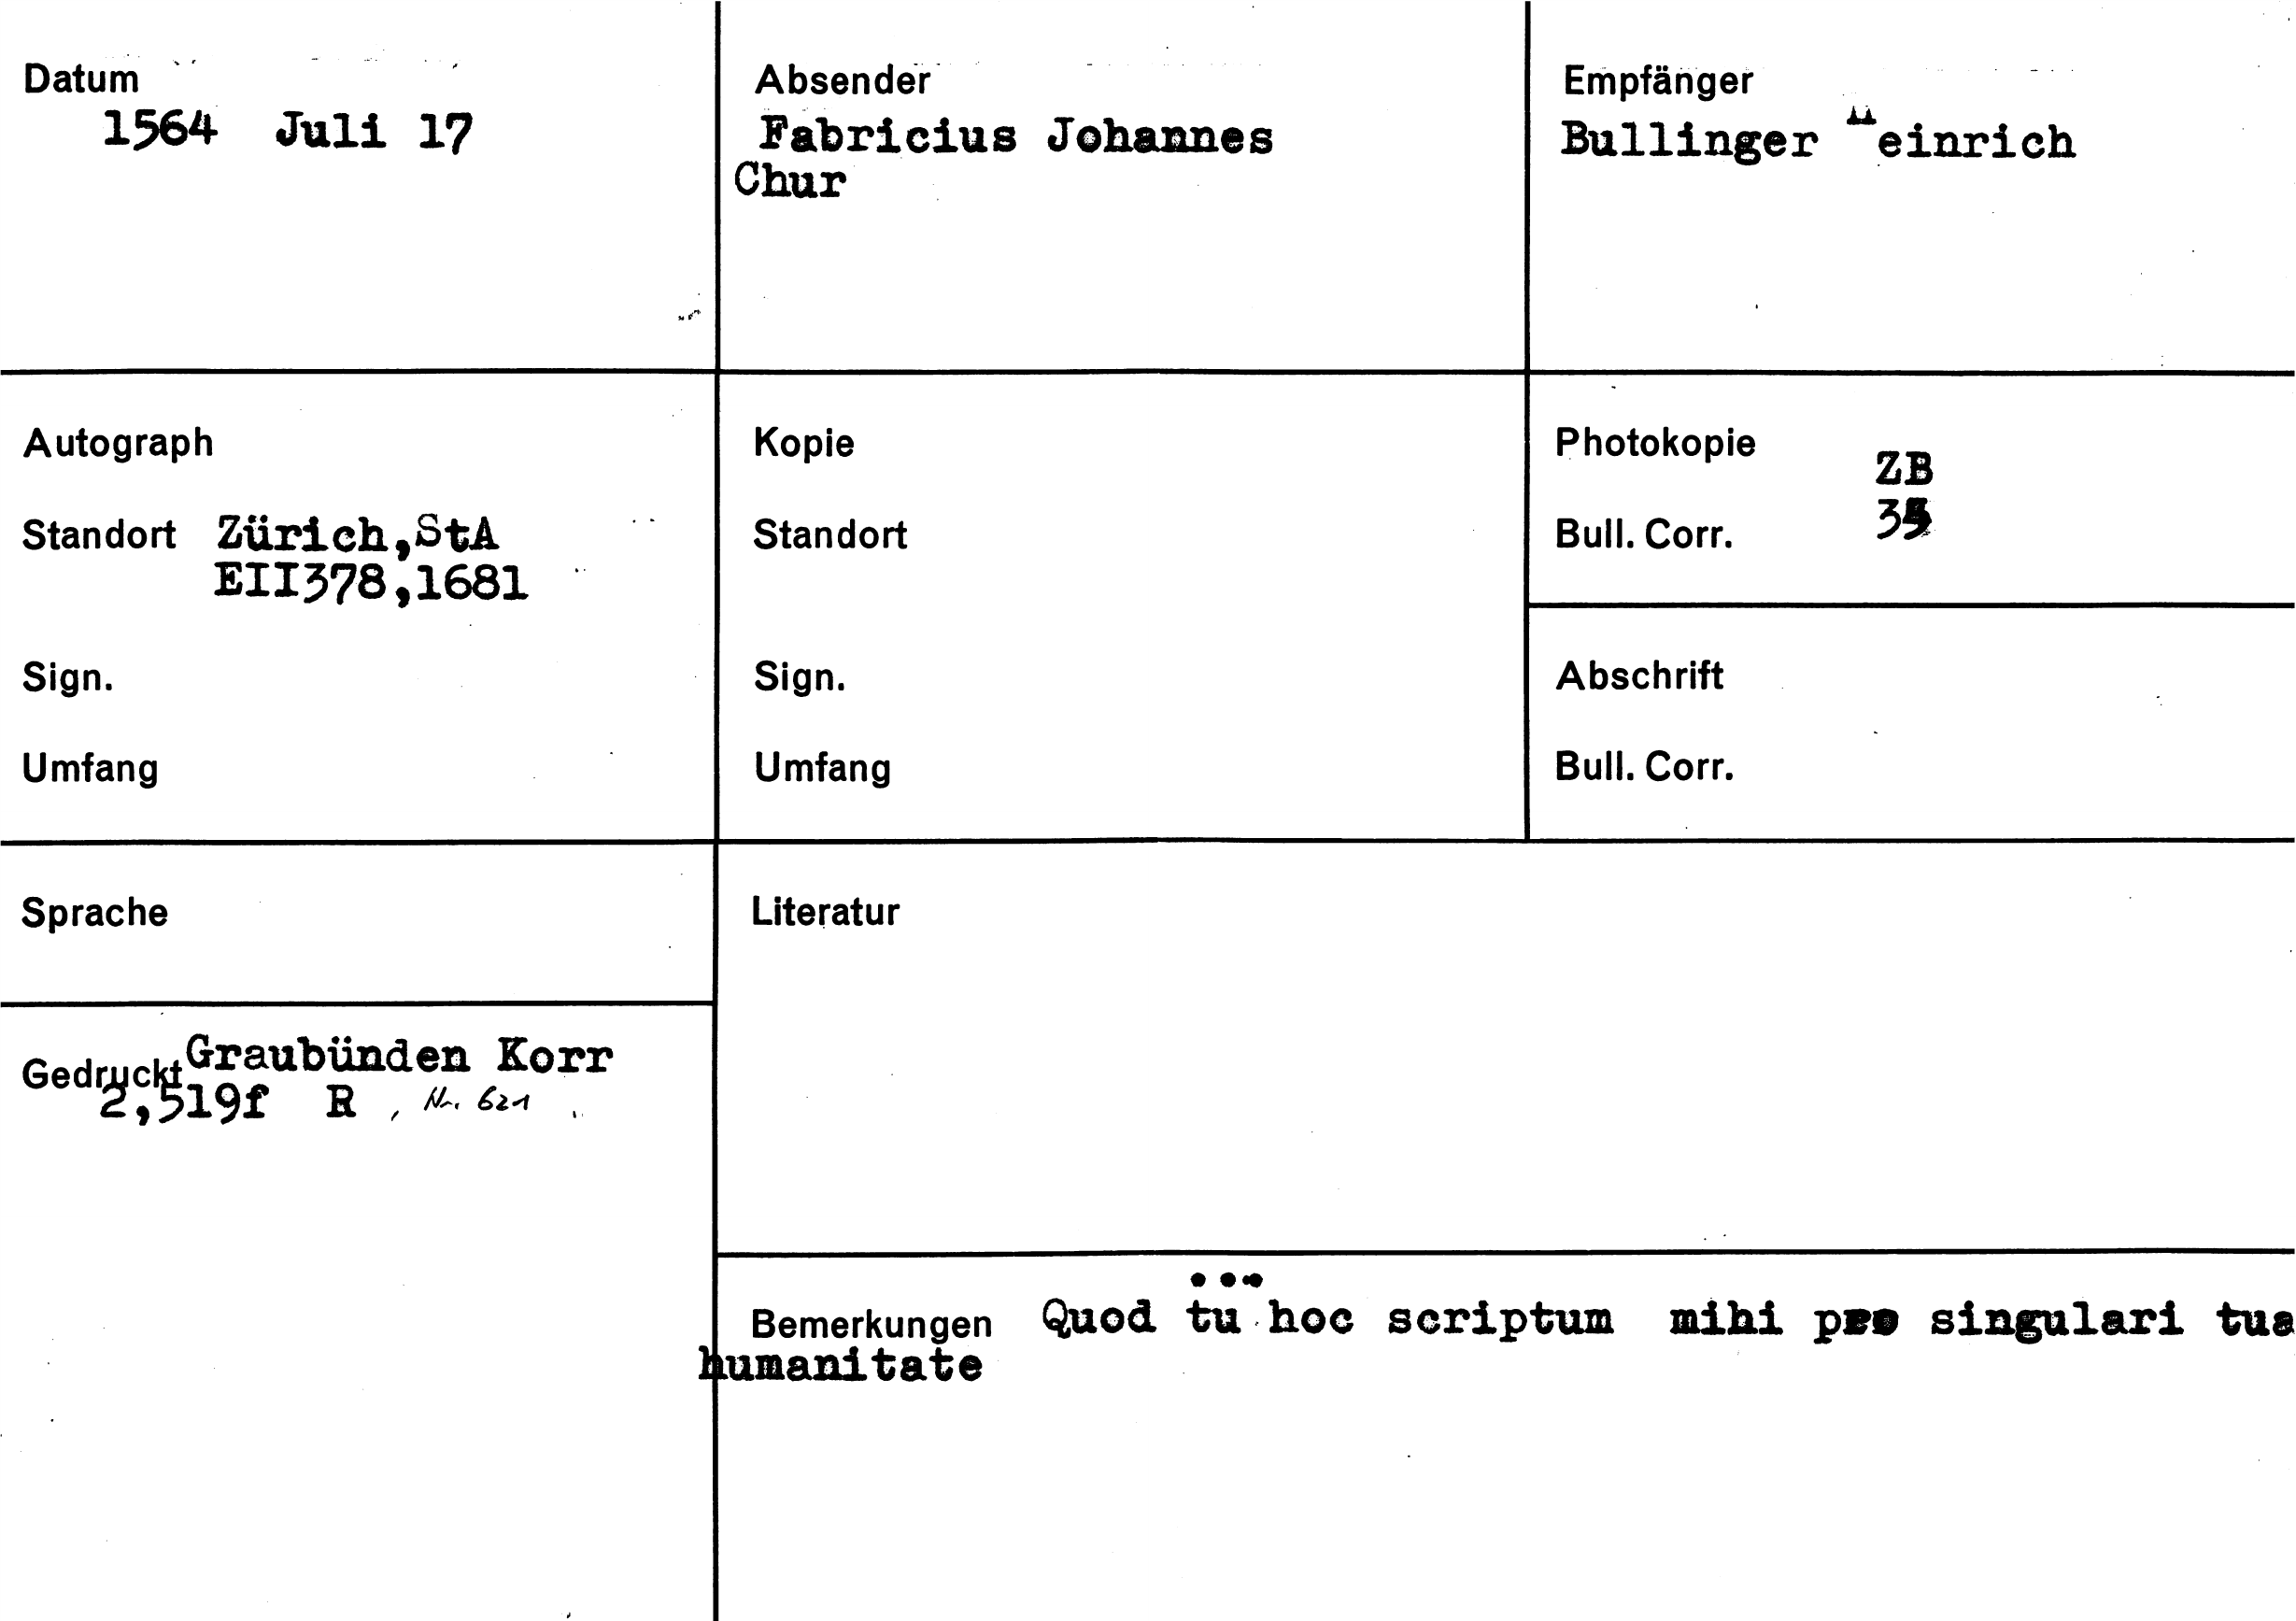 Datum
1564 Juli 17
Absender
Fabricius Johannes
Chur
Empfänger
Bullinger Heinrich
Autograph
Standort Zürich,StA
EII378,1681
Sign.
Umfang
Kopie
Standort
Sign.
Umfang
Photokopie
ZB
Bull. Corr.
Abschrift
Bull. Corr.
Sprache
Literatur
Gedruckt Graubünden Korr
2,519f R , Nr. 621
Bemerkungen ...
Quod tu hoc scriptum mihi pro singulari tua
humanitate